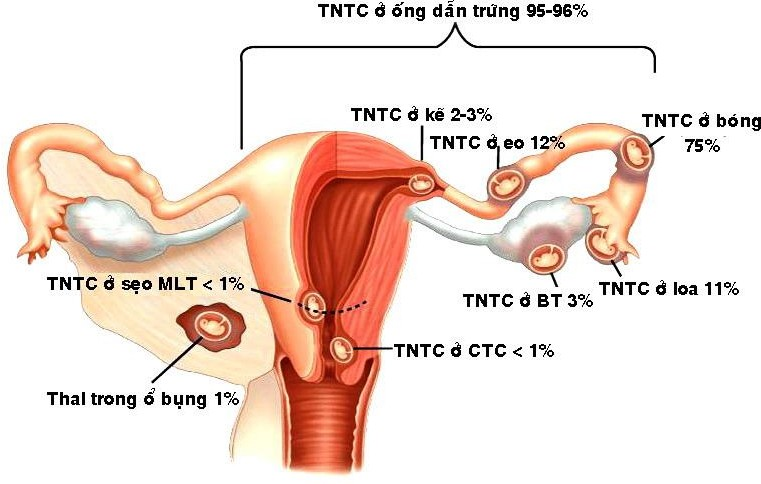 TNTC ở ống dẫn trứng 95-96%
TNTC ở kẽ 2-3%
TNTC ở eo 12%
TNTC ở bóng
75%
TNTC ở sẹo MLT < 1%
TNTC ở BT 3%
TNTC ở loa 11%
TNTC ở CTC < 1%
Thai trong ổ bụng 1%